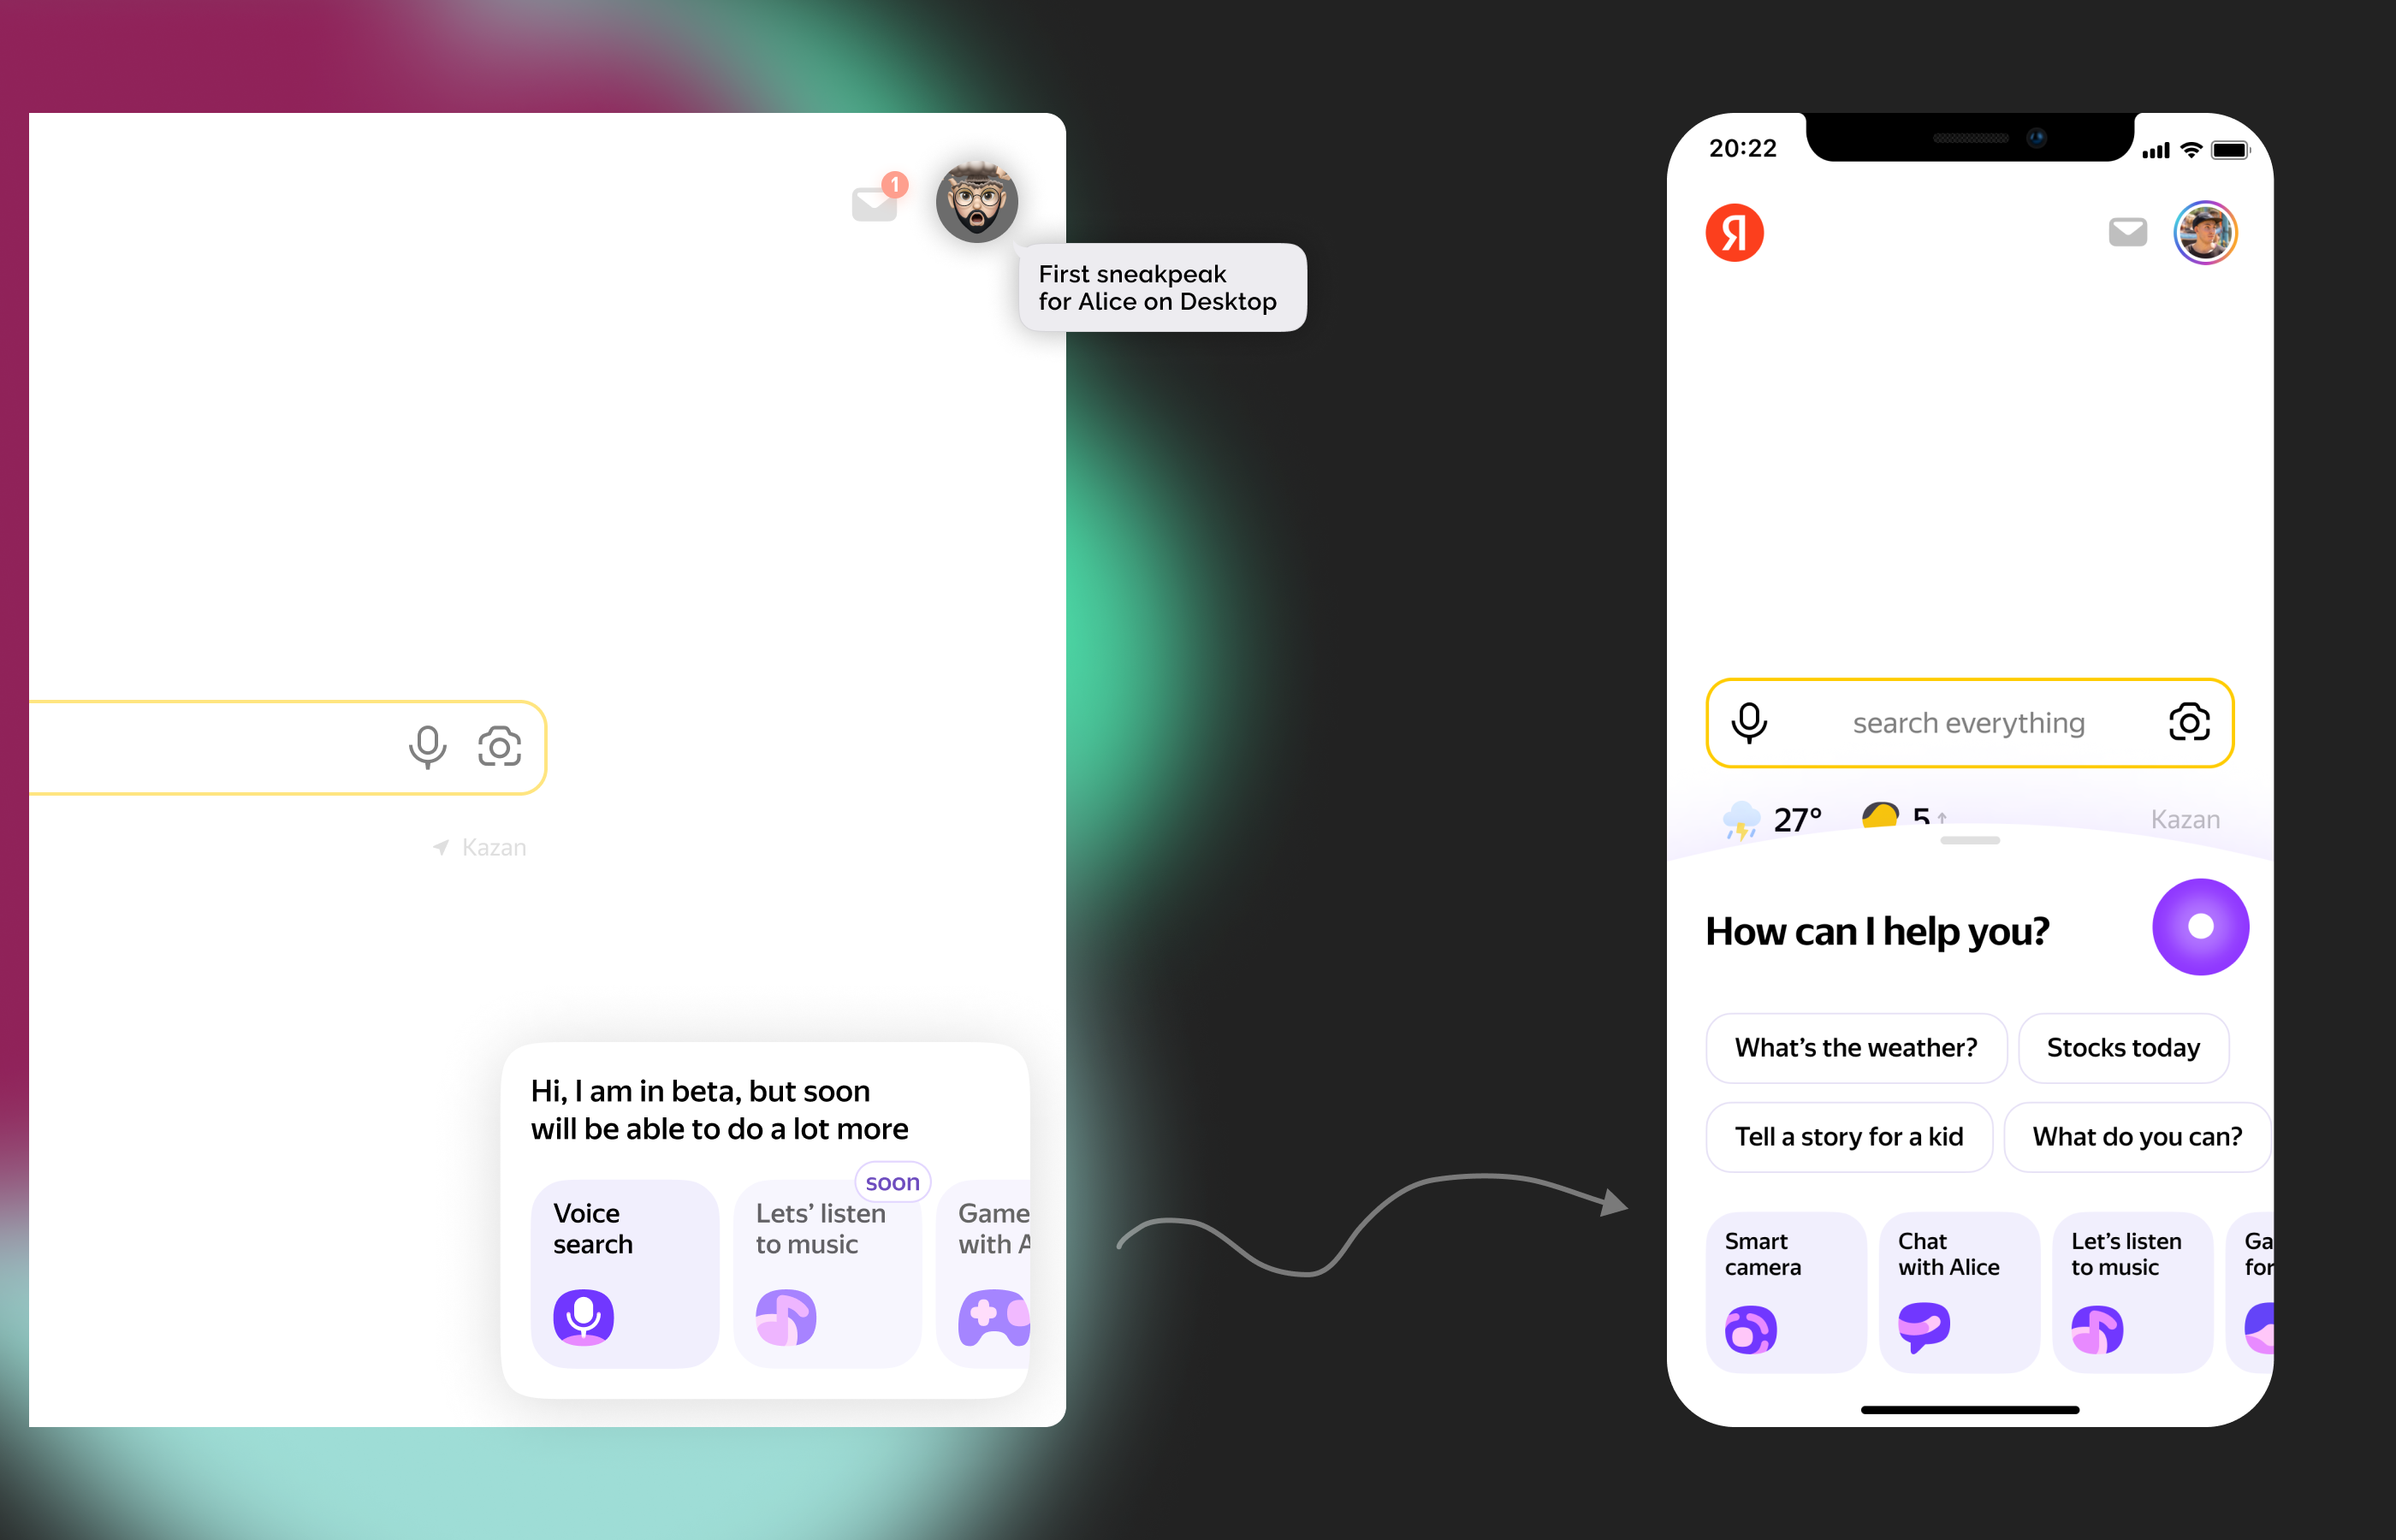 1
First sneakpeak
for Alice on Desktop
Kazan
Hi, I am in beta, but soon
will be able to do a lot more
soon
Voice
search
Lets’ listen
to music
Game
with A
20:22
Я
search everything
27°
5↑
Kazan
How can I help you?
What’s the weather?
Stocks today
Tell a story for a kid
What do you can?
Smart
camera
Chat
with Alice
Let’s listen
to music
Ga
for